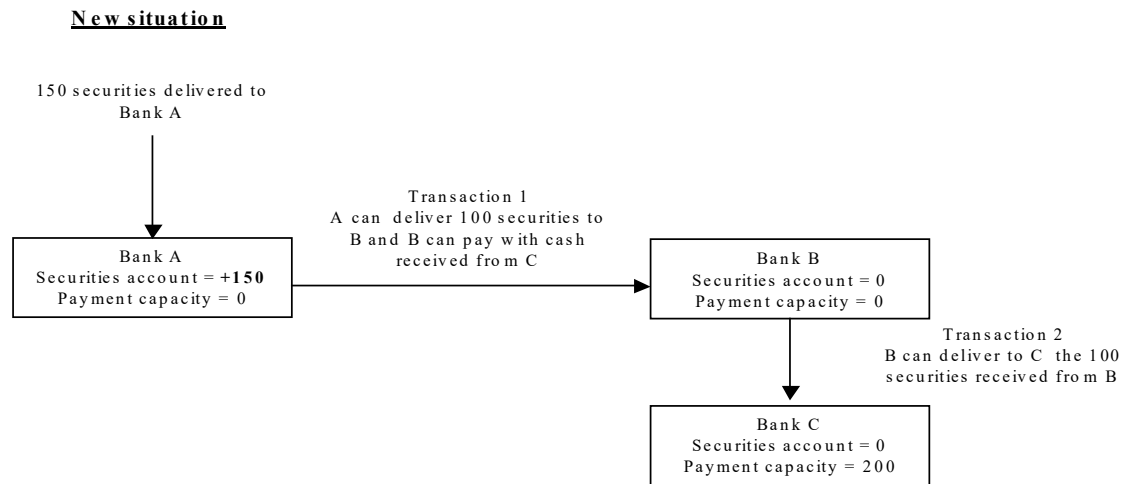 New situation
150 securities delivered to
Bank A
Transaction 1
A can deliver 100 securities to
B and B can pay with cash
received from C
Bank A
Securities account = +150
Payment capacity = 0
Bank B
Securities account = 0
Payment capacity = 0
Transaction 2
B can deliver to C the 100
securities received from B
Bank C
Securities account = 0
Payment capacity = 200